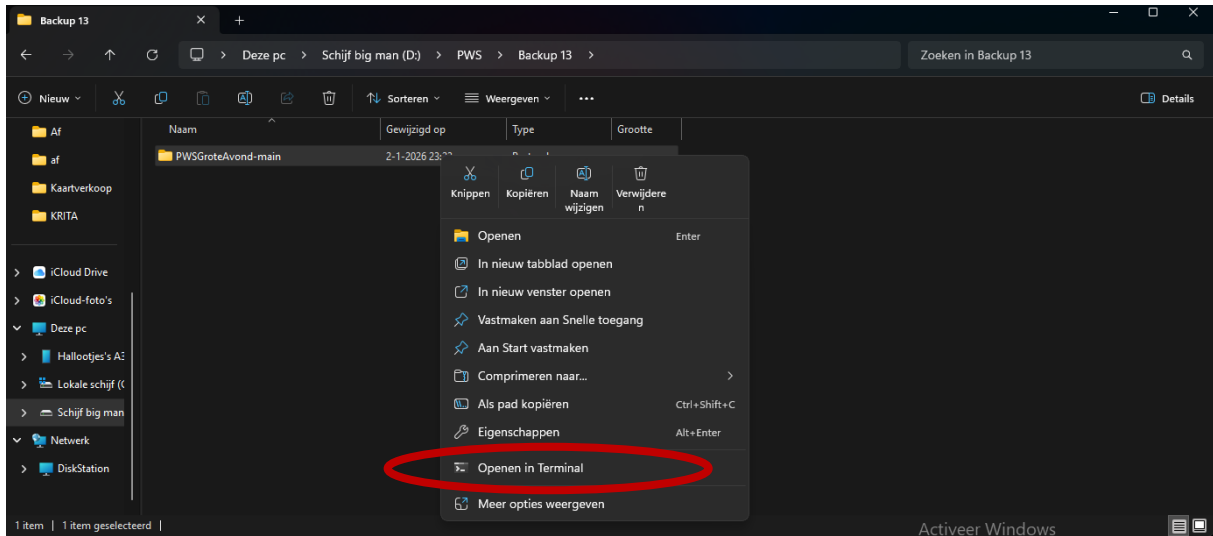 Backup 13
Deze pc > Schijf big man (D:) > PWS > Backup 13 >
Zoeken in Backup 13
Nieuw
Sorteren
Weergeven
Details
Naam
Gewijzigd op
Type
Grootte
Af
af
Kaartverkoop
KRITA
iCloud Drive
iCloud-foto's
Deze pc
Hallootjes's A3
Lokale schijf (C
Schijf big man
Netwerk
DiskStation
PWSGroteAvond-main
2-1-2026
Knippen
Kopiëren
Naam
wijzigen
Verwijdere
n
Openen Enter
In nieuw tabblad openen
In nieuw venster openen
Vastmaken aan Snelle toegang
Aan Start vastmaken
Comprimeren naar...
Als pad kopiëren Ctrl+Shift+C
Eigenschappen Alt+Enter
Openen in Terminal
Meer opties weergeven
1 item | 1 item geselecteerd |
Activeer Windows